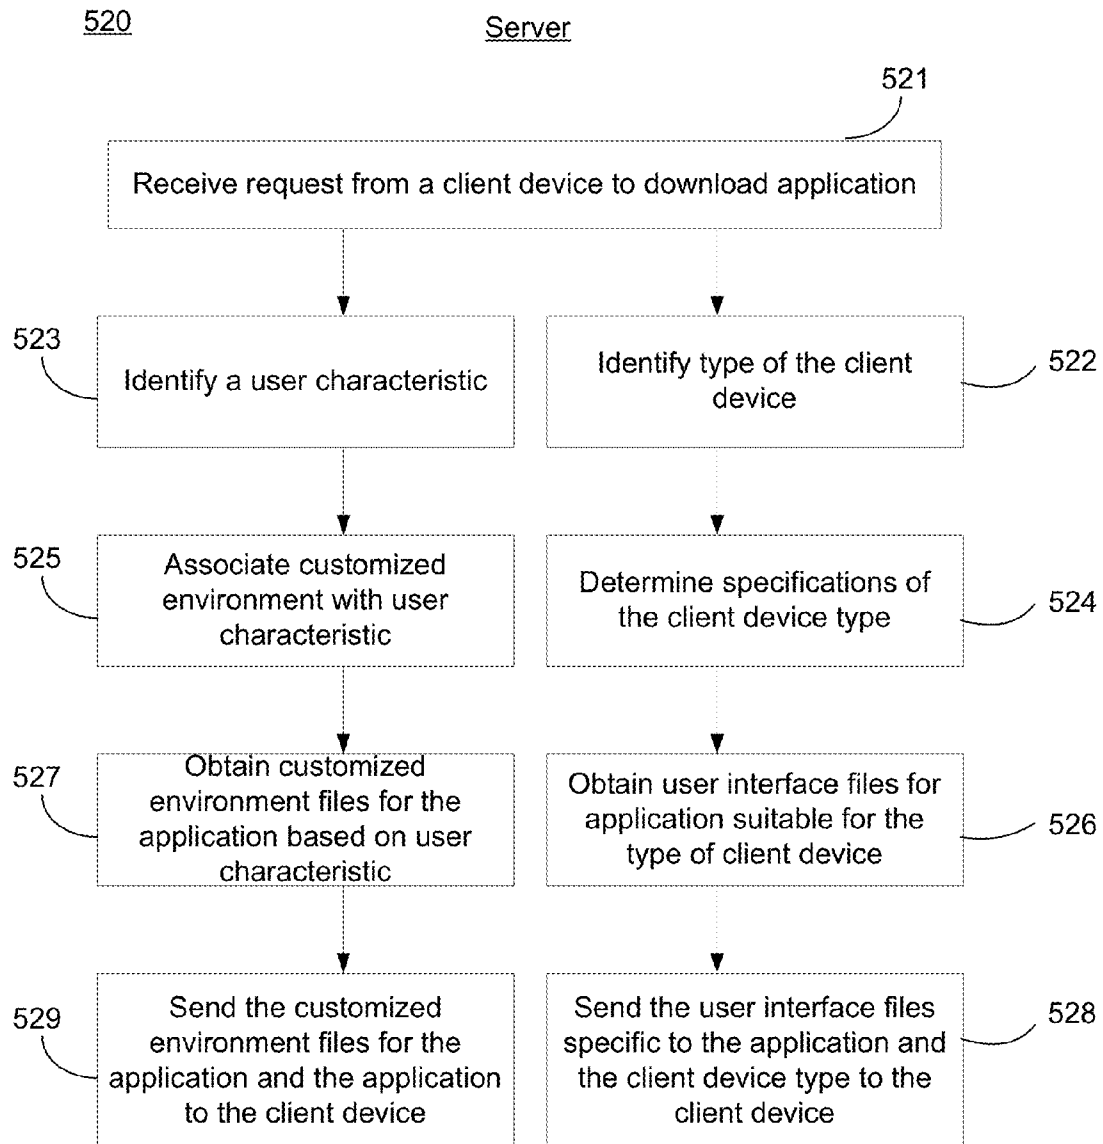 520
Server
521
Receive request from a client device to download application
523
Identify a user characteristic
Identify type of the client
device
522
525
Associate customized
environment with user
characteristic
Determine specifications of
the client device type
524
527
Obtain customized
environment files for the
application based on user
characteristic
Obtain user interface files for
application suitable for the
type of client device
526
529
Send the customized
environment files for the
application and the application
to the client device
Send the user interface files
specific to the application and
the client device type to the
client device
528